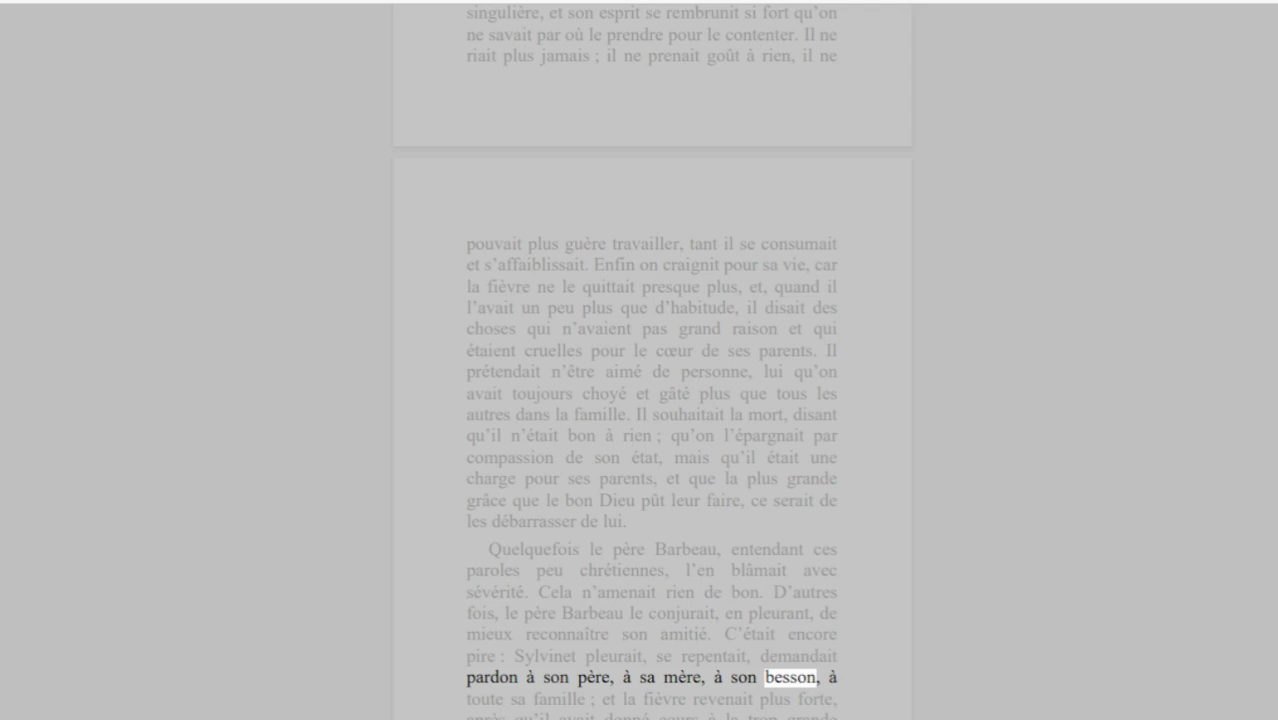 singulière, et son esprit se rembrunit si fort qu’on
ne savait par où le prendre pour le contenter. Il ne
riait plus jamais ; il ne prenait goût à rien, il ne
pouvait plus guère travailler, tant il se consumait
et s’affaiblissait. Enfin on craignit pour sa vie, car
la fièvre ne le quittait presque plus, et, quand il
l’avait un peu plus que d’habitude, il disait des
choses qui n’avaient pas grand raison et qui
étaient cruelles pour le cœur de ses parents. Il
prétendait n’être aimé de personne, lui qu’on
avait toujours choyé et gâté plus que tous les
autres dans la famille. Il souhaitait la mort, disant
qu’il n’était bon à rien ; qu’on l’épargnait par
compassion de son état, mais qu’il était une
charge pour ses parents, et que la plus grande
grâce que le bon Dieu pût leur faire, ce serait de
les débarrasser de lui.
Quelquefois le père Barbeau, entendant ces
paroles peu chrétiennes, l’en blâmait avec
sévérité. Cela n’amenait rien de bon. D’autres
fois, le père Barbeau le conjurait, en pleurant, de
mieux reconnaître son amitié. C’était encore
pire : Sylvinet pleurait, se repentait, demandait
pardon à son père, à sa mère, à son besson, à
toute sa famille ; et la fièvre revenait plus forte,
après qu’il avait donné cours à la trop grande